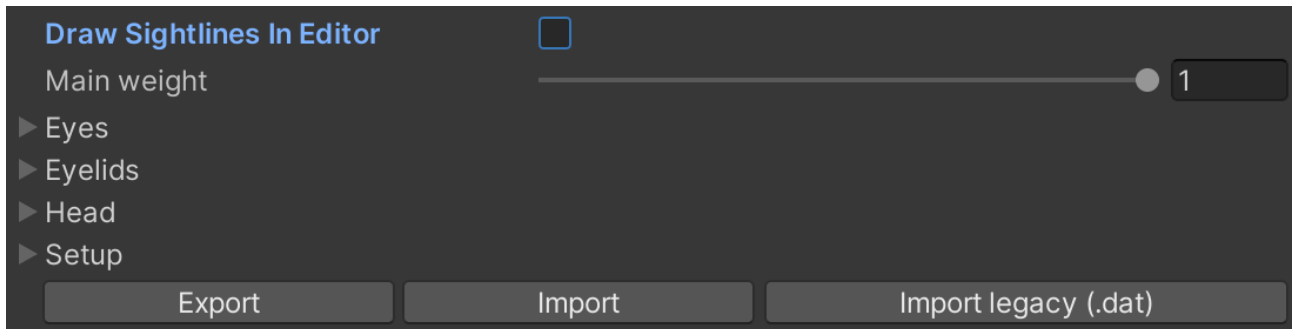 Draw Sightlines In Editor
Main weight 1
Eyes
Eyelids
Head
Setup
Export Import Import legacy (.dat)